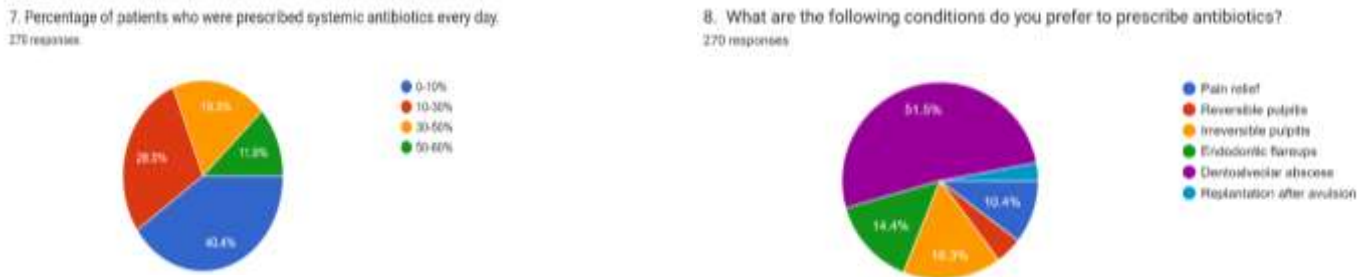 7. Percentage of patients who were prescribed systemic antibiotics every day.
270 responses
0-10%
10-30%
30-50%
50-60%
40.4%
8. What are the following conditions do you prefer to prescribe antibiotics?
270 responses
51.5%
10.4%
14.4%
Pain relief
Reversible pulpitis
Irreversible pulpitis
Endodontic flareups
Dentoalveolar abscess
Replantation after avulsion